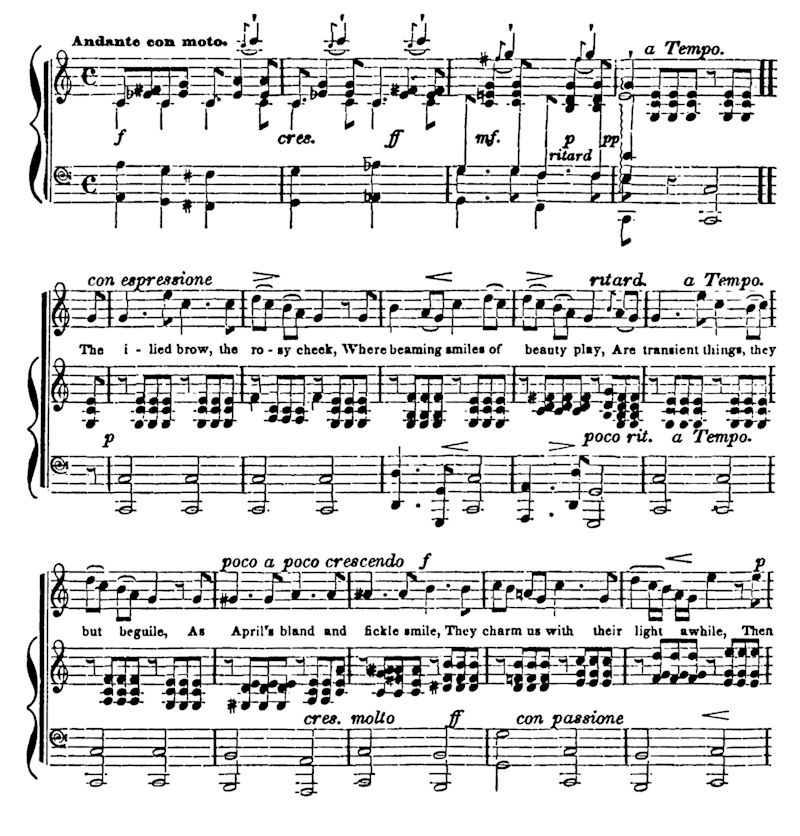 Andante con moto.
a Tempo.
f cres. ff mf. p pp
ritard
con espressione ritard. a Tempo.
The i - lied brow, the ro - sy cheek, Where beaming smiles of beauty play, Are transient things, they
p poco rit. a Tempo.
poco a poco crescendo f p
but beguile, As April's bland and fickle smile, They charm us with their light awhile, Then
cres. molto ff con passione